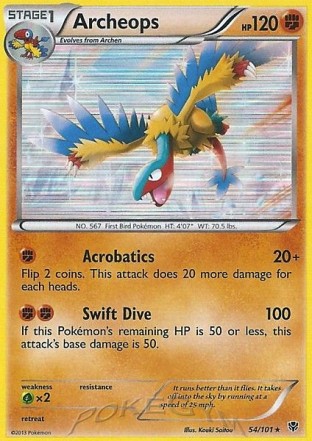 STAGE1 Archeops HP120
Evolves from Archen
NO. 567 First Bird Pokémon HT: 4'07" WT: 70.5 lbs.
Acrobatics 20+
Flip 2 coins. This attack does 20 more damage for
each heads.
Swift Dive 100
If this Pokémon's remaining HP is 50 or less, this
attack's base damage is 50.
weakness resistance
×2
retreat
It runs better than it flies. It takes
off into the sky by running at a
speed of 25 mph.
©2013 Pokémon Illus. Kouki Saitou 54/101★